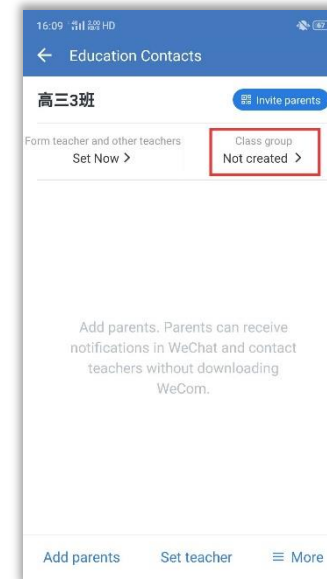 16:09 HD 67
Education Contacts
高三3班
Invite parents
Form teacher and other teachers
Class group
Set Now >
Not created >
Add parents. Parents can receive
notifications in WeChat and contact
teachers without downloading
WeCom.
Add parents
Set teacher
More